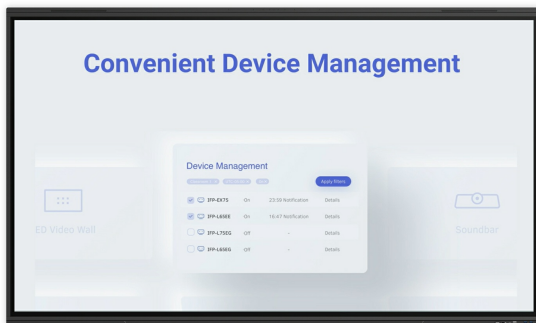 Convenient Device Management
Device Management
Apply filters
IFP-EX75 On 23:59 Notification Details
IFP-L65EE On 16:47 Notification Details
IFP-L75EG Off - Details
IFP-L65EG Off - Details
ED Video Wall
Soundbar